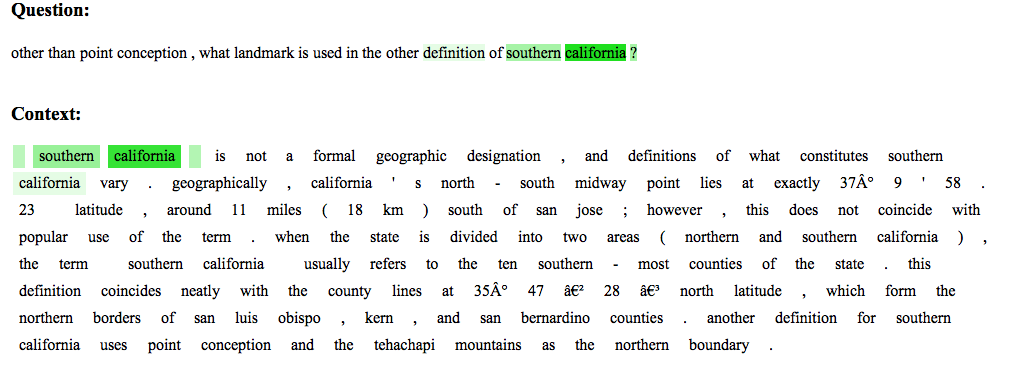 Question:
other than point conception , what landmark is used in the other definition of southern california ?
Context:
southern california is not a formal geographic designation , and definitions of what constitutes southern
california vary . geographically , california ' s north - south midway point lies at exactly 37Â° 9 ' 58 .
23 latitude , around 11 miles ( 18 km ) south of san jose ; however , this does not coincide with
popular use of the term . when the state is divided into two areas ( northern and southern california ) ,
the term southern california usually refers to the ten southern - most counties of the state . this
definition coincides neatly with the county lines at 35Â° 47 â€² 28 â€³ north latitude , which form the
northern borders of san luis obispo , kern , and san bernardino counties . another definition for southern
california uses point conception and the tehachapi mountains as the northern boundary .